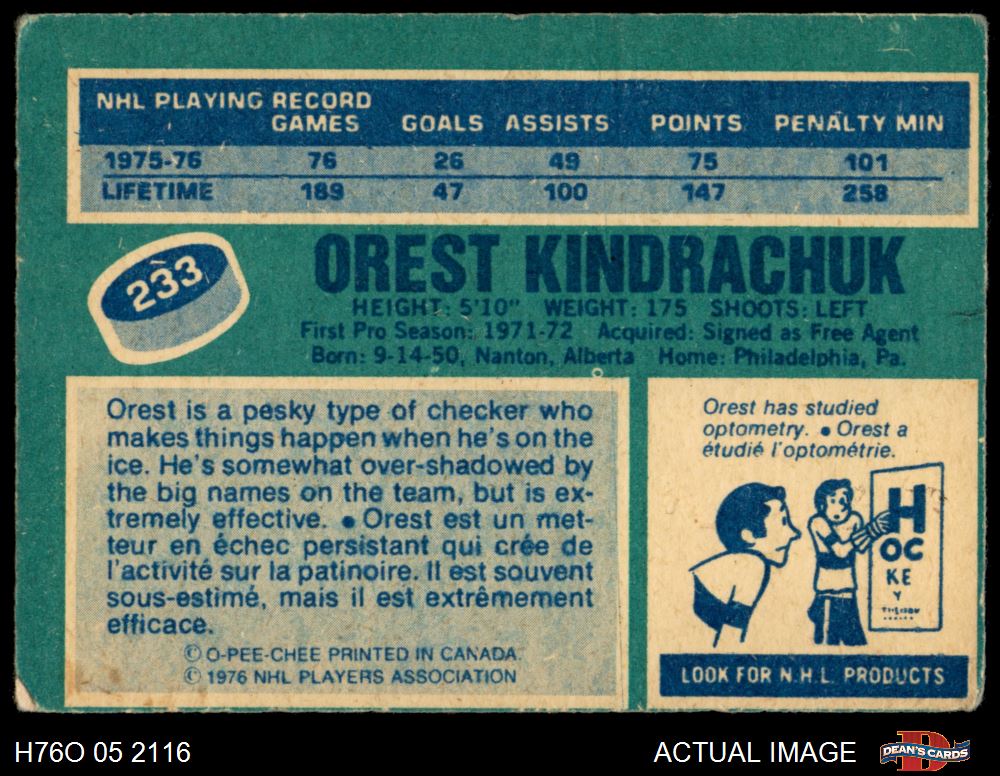 NHL PLAYING RECORD
GAMES GOALS ASSISTS POINTS PENALTY MIN
1975-76 76 26 49 75 101
LIFETIME 189 47 100 147 258
233
OREST KINDRACHUK
HEIGHT: 5'10" WEIGHT: 175 SHOOTS: LEFT
First Pro Season: 1971-72 Acquired: Signed as Free Agent
Born: 9-14-50, Nanton, Alberta Home: Philadelphia, Pa.
Orest is a pesky type of checker who
makes things happen when he's on the
ice. He's somewhat over-shadowed by
the big names on the team, but is ex-
tremely effective. • Orest est un met-
teur en échec persistant qui crée de
l'activité sur la patinoire. Il est souvent
sous-estimé, mais il est extrêmement
efficace.
© O-PEE-CHEE PRINTED IN CANADA.
© 1976 NHL PLAYERS ASSOCIATION
Orest has studied
optometry. • Orest a
étudié l'optométrie.
H
OC
KE
Y
LOOK FOR N.H.L. PRODUCTS
H76O 05 2116
ACTUAL IMAGE
DEAN'S CARDS